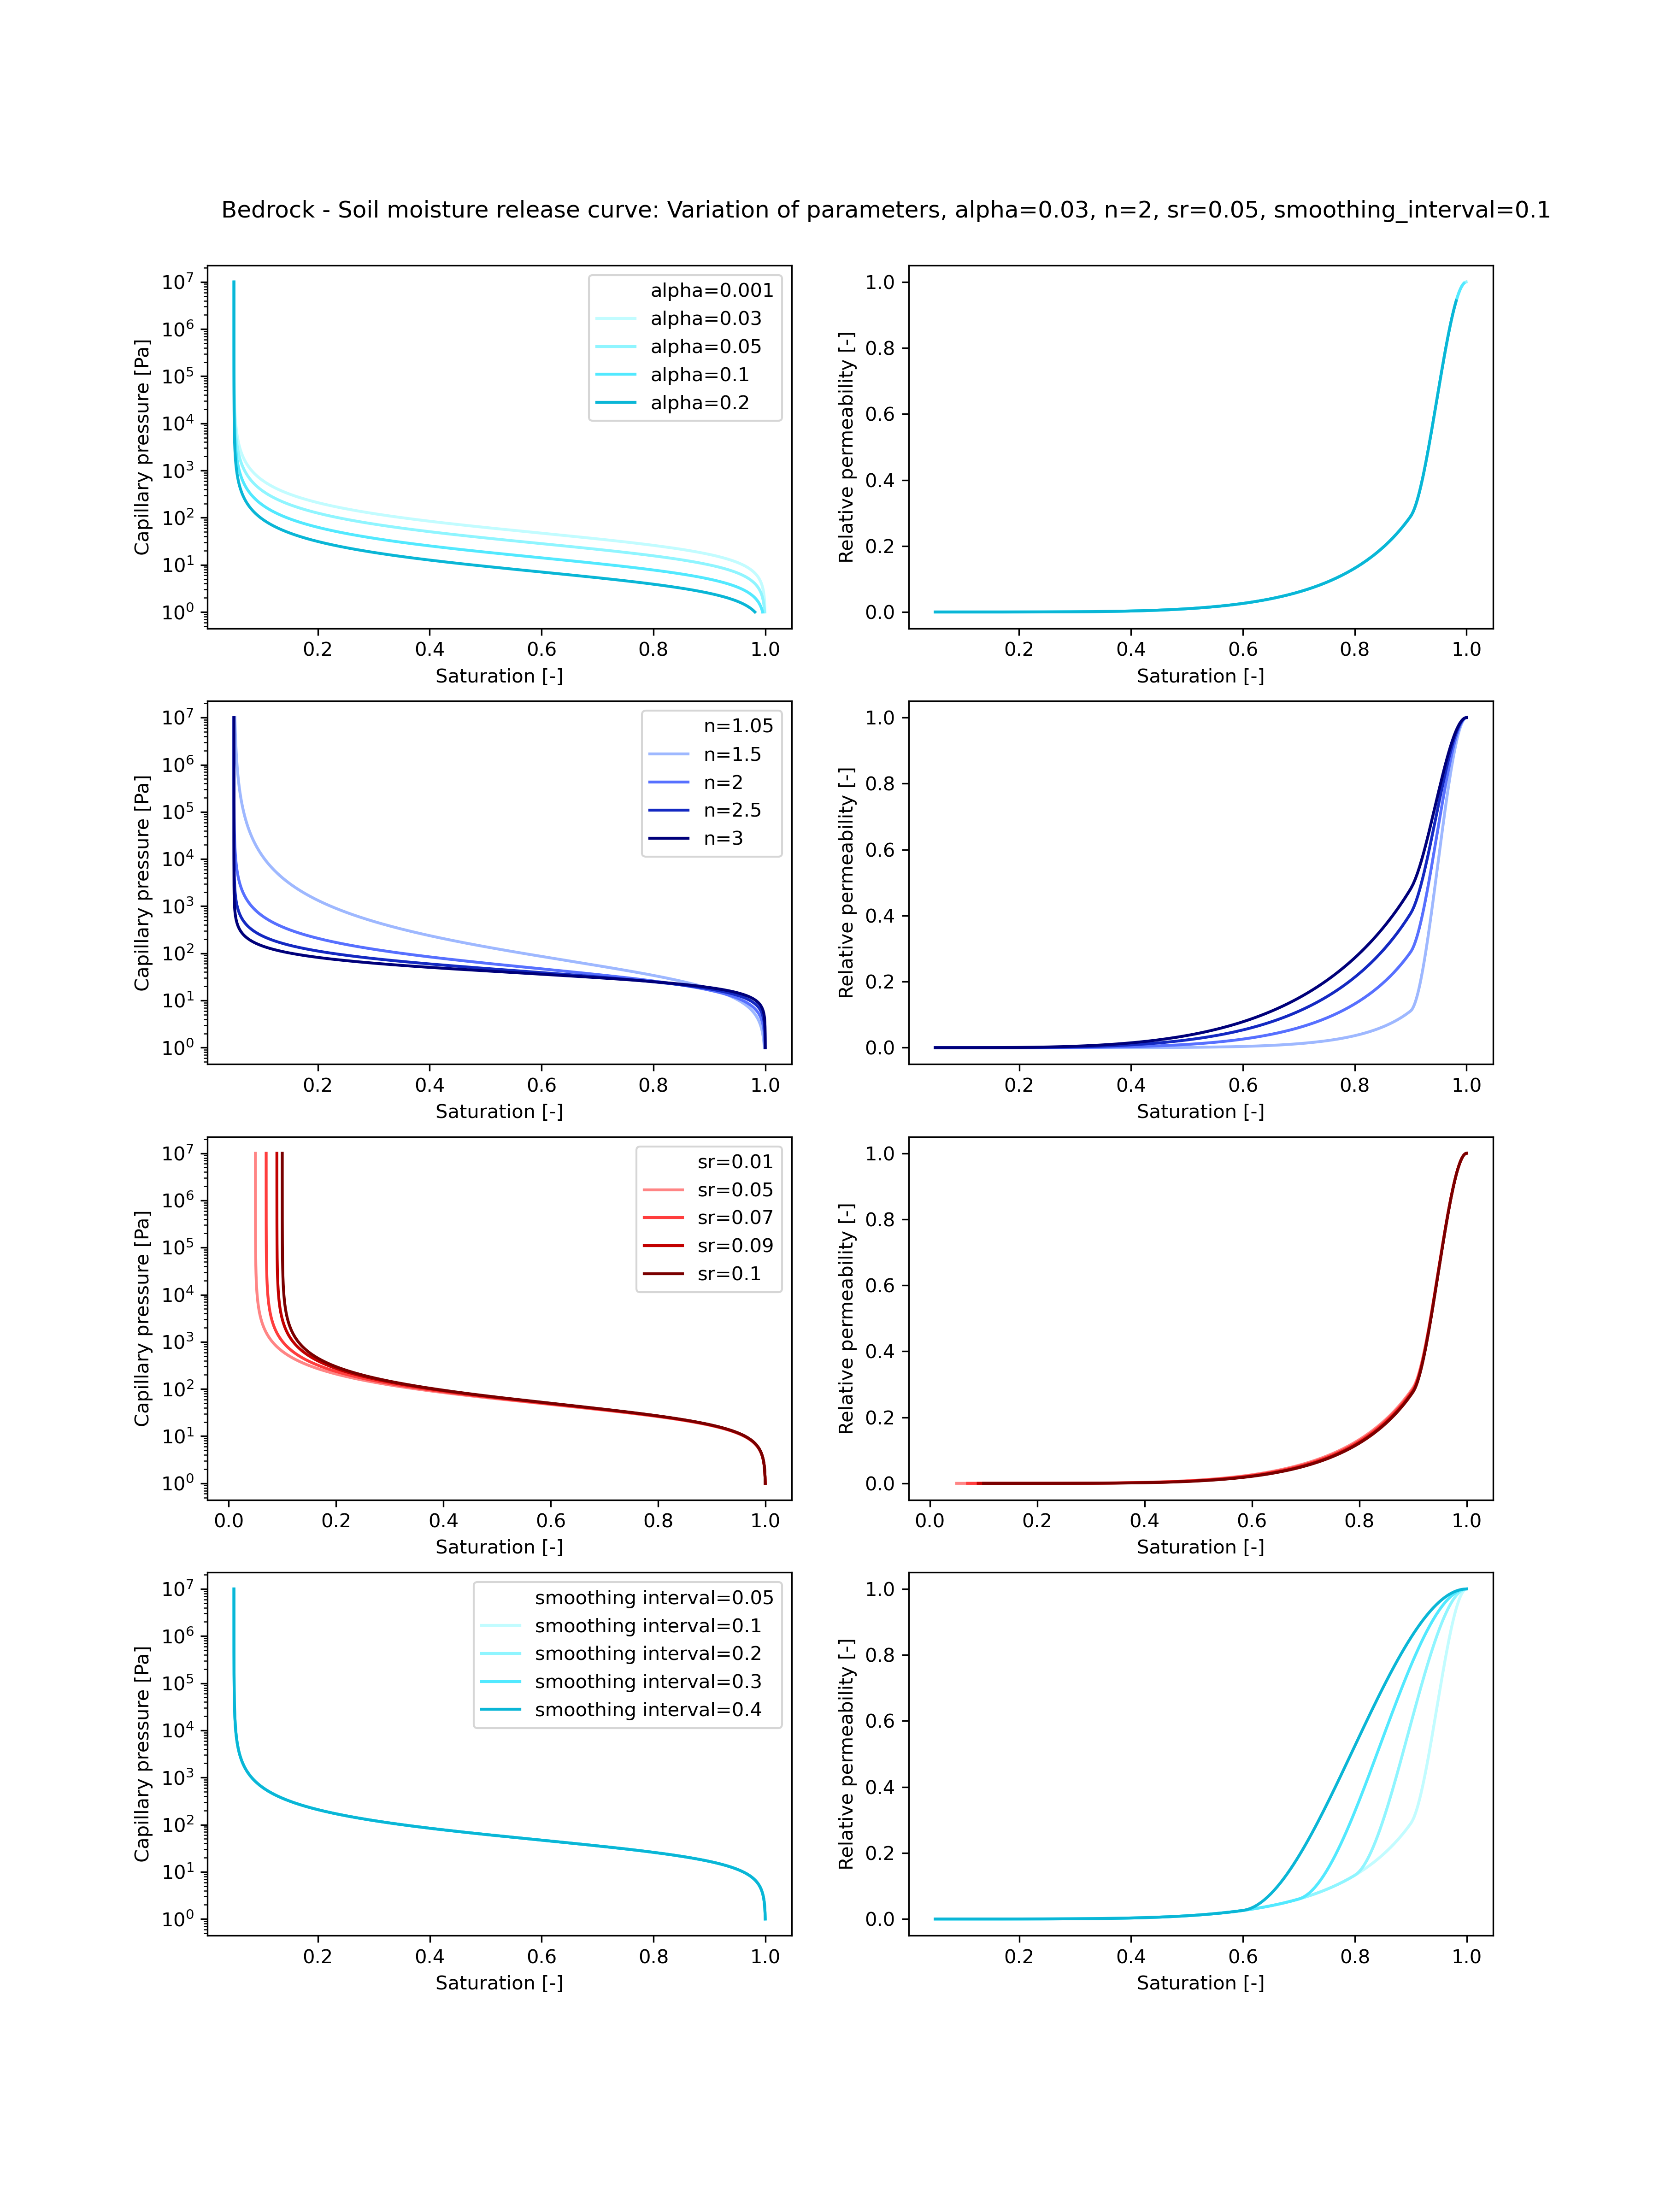 Bedrock - Soil moisture release curve: Variation of parameters, alpha=0.03, n=2, sr=0.05, smoothing_interval=0.1
Capillary pressure [Pa]
10⁷
10⁶
10⁵
10⁴
10³
10²
10¹
10⁰
alpha=0.001
alpha=0.03
alpha=0.05
alpha=0.1
alpha=0.2
0.2 0.4 0.6 0.8 1.0
Saturation [-]
Relative permeability [-]
1.0
0.8
0.6
0.4
0.2
0.0
0.2 0.4 0.6 0.8 1.0
Saturation [-]
Capillary pressure [Pa]
10⁷
10⁶
10⁵
10⁴
10³
10²
10¹
10⁰
n=1.05
n=1.5
n=2
n=2.5
n=3
0.2 0.4 0.6 0.8 1.0
Saturation [-]
Relative permeability [-]
1.0
0.8
0.6
0.4
0.2
0.0
0.2 0.4 0.6 0.8 1.0
Saturation [-]
Capillary pressure [Pa]
10⁷
10⁶
10⁵
10⁴
10³
10²
10¹
10⁰
sr=0.01
sr=0.05
sr=0.07
sr=0.09
sr=0.1
0.0 0.2 0.4 0.6 0.8 1.0
Saturation [-]
Relative permeability [-]
1.0
0.8
0.6
0.4
0.2
0.0
0.0 0.2 0.4 0.6 0.8 1.0
Saturation [-]
Capillary pressure [Pa]
10⁷
10⁶
10⁵
10⁴
10³
10²
10¹
10⁰
smoothing interval=0.05
smoothing interval=0.1
smoothing interval=0.2
smoothing interval=0.3
smoothing interval=0.4
0.2 0.4 0.6 0.8 1.0
Saturation [-]
Relative permeability [-]
1.0
0.8
0.6
0.4
0.2
0.0
0.2 0.4 0.6 0.8 1.0
Saturation [-]